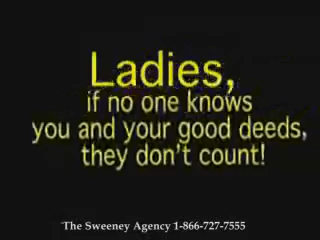 Ladies,
if no one knows
you and your good deeds,
they don't count!
The Sweeney Agency 1-866-727-7555